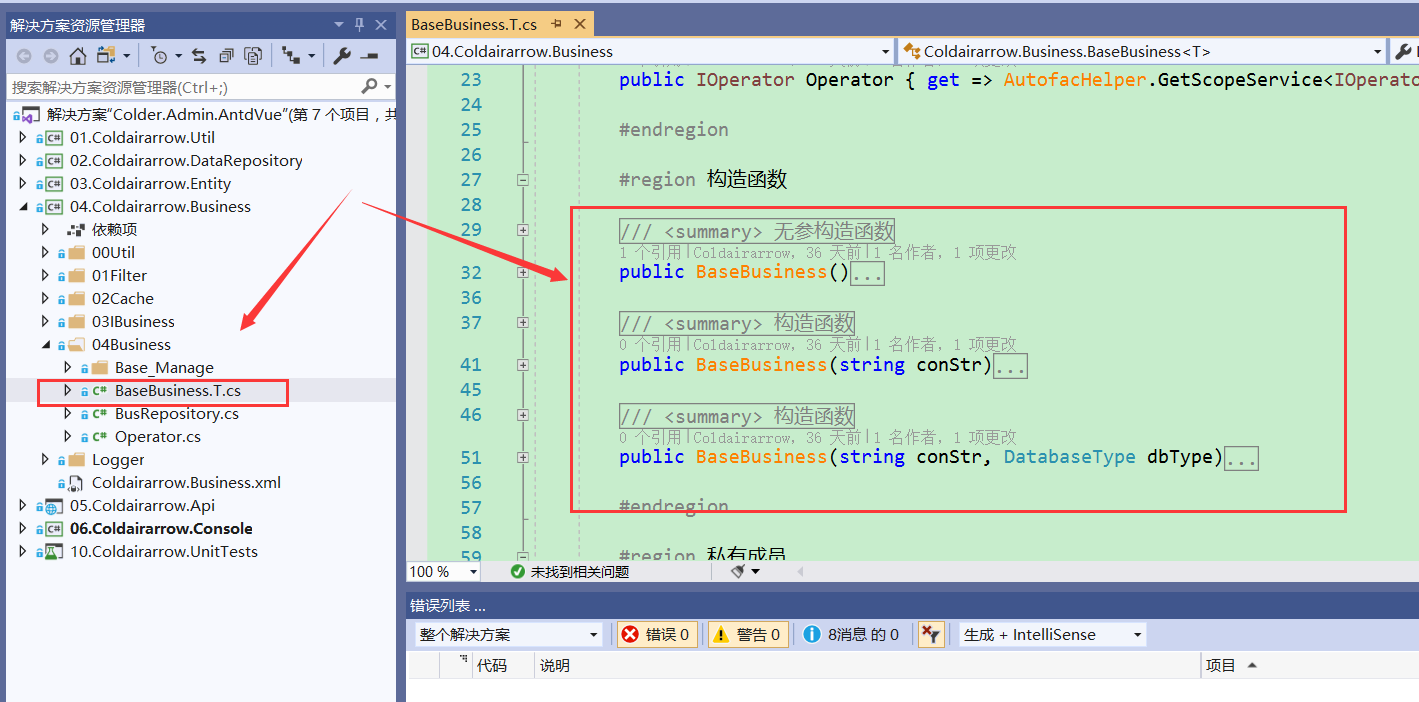 解决方案资源管理器
搜索解决方案资源管理器(Ctrl+;)
解决方案"Colder.Admin.AntdVue"(第 7 个项目，共
01.Coldairarrow.Util
02.Coldairarrow.DataRepository
03.Coldairarrow.Entity
04.Coldairarrow.Business
依赖项
00Util
01Filter
02Cache
03IBusiness
04Business
Base_Manage
BaseBusiness.T.cs
BusRepository.cs
Operator.cs
Logger
Coldairarrow.Business.xml
05.Coldairarrow.Api
06.Coldairarrow.Console
10.Coldairarrow.UnitTests
BaseBusiness.T.cs
04.Coldairarrow.Business
Coldairarrow.Business.BaseBusiness<T>
23 public IOperator Operator { get => AutofacHelper.GetScopeService<IOperato
24
25 #endregion
26
27 #region 构造函数
28
29 /// <summary> 无参构造函数
1 个引用|Coldairarrow，36 天前|1 名作者，1 项更改
32 public BaseBusiness()...
36
37 /// <summary> 构造函数
0 个引用|Coldairarrow，36 天前|1 名作者，1 项更改
41 public BaseBusiness(string conStr)...
45
46 /// <summary> 构造函数
0 个引用|Coldairarrow，36 天前|1 名作者，1 项更改
51 public BaseBusiness(string conStr, DatabaseType dbType)...
56
57 #endregion
58
59 #region 私有成员
100 %
未找到相关问题
错误列表 ...
整个解决方案
错误 0
警告 0
8消息 的 0
生成 + IntelliSense
代码
说明
项目